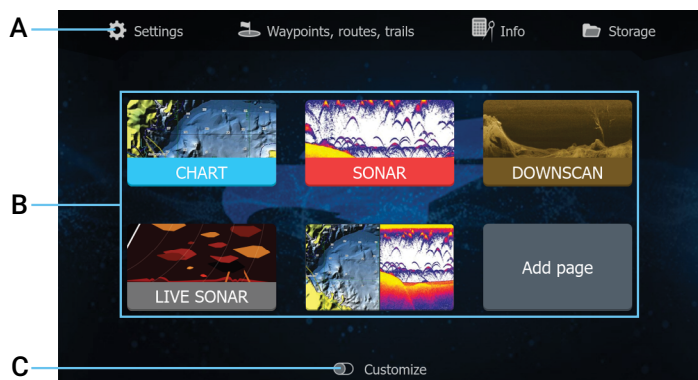 A
Settings
Waypoints, routes, trails
Info
Storage
B
CHART
SONAR
DOWNSCAN
LIVE SONAR
Add page
C
Customize